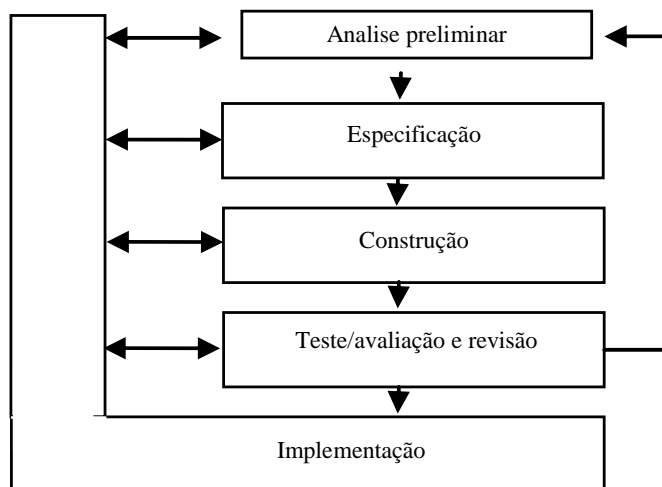 Analise preliminar
Especificação
Construção
Teste/avaliação e revisão
Implementação